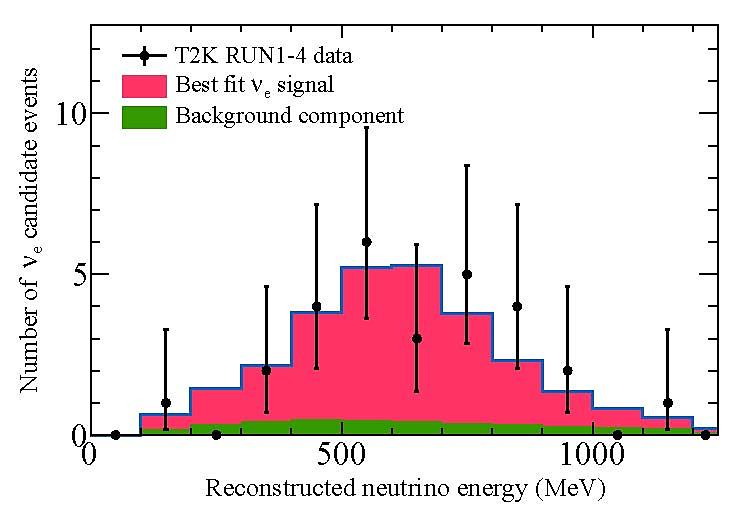 T2K RUN1-4 data
Best fit νe signal
Background component
Number of νe candidate events
10
5
0
0
500
1000
Reconstructed neutrino energy (MeV)